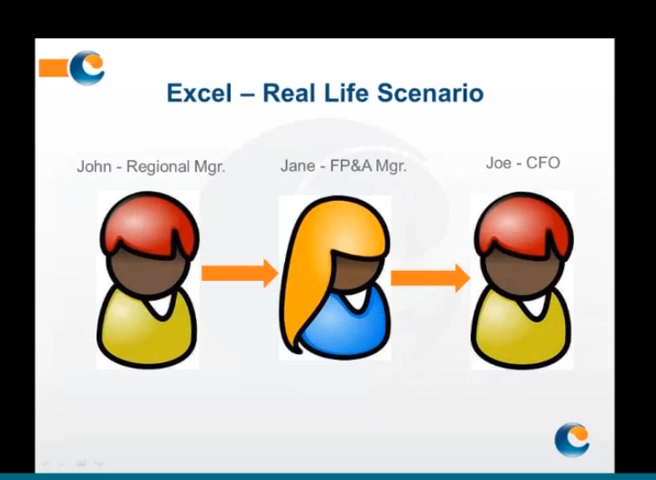 Excel – Real Life Scenario
John - Regional Mgr.
Jane - FP&A Mgr.
Joe - CFO